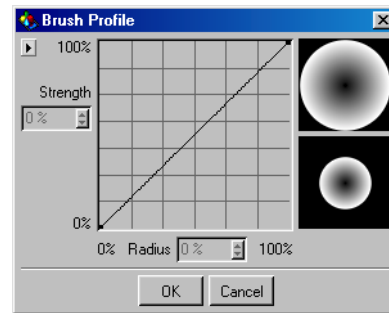 Brush Profile
100%
Strength
0 %
0%
0% Radius 0 % 100%
OK Cancel